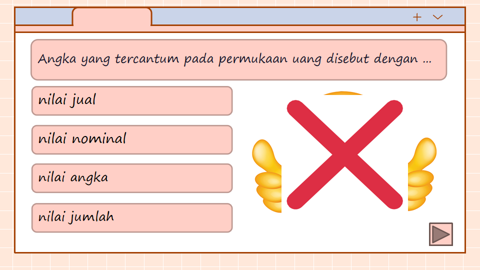 Angka yang tercantum pada permukaan uang disebut dengan ...
nilai jual
nilai nominal
nilai angka
nilai jumlah